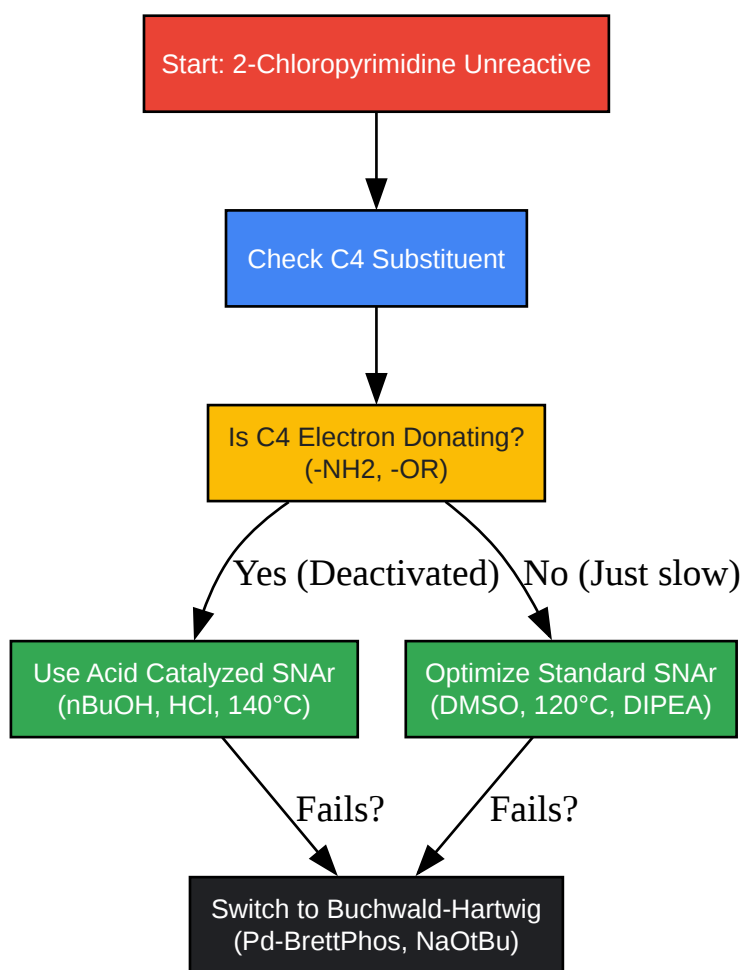 Start: 2-Chloropyrimidine Unreactive
Check C4 Substituent
Is C4 Electron Donating?
(-NH2, -OR)
Yes (Deactivated)
No (Just slow)
Use Acid Catalyzed SNAr
(nBuOH, HCl, 140°C)
Optimize Standard SNAr
(DMSO, 120°C, DIPEA)
Fails?
Fails?
Switch to Buchwald-Hartwig
(Pd-BrettPhos, NaOtBu)